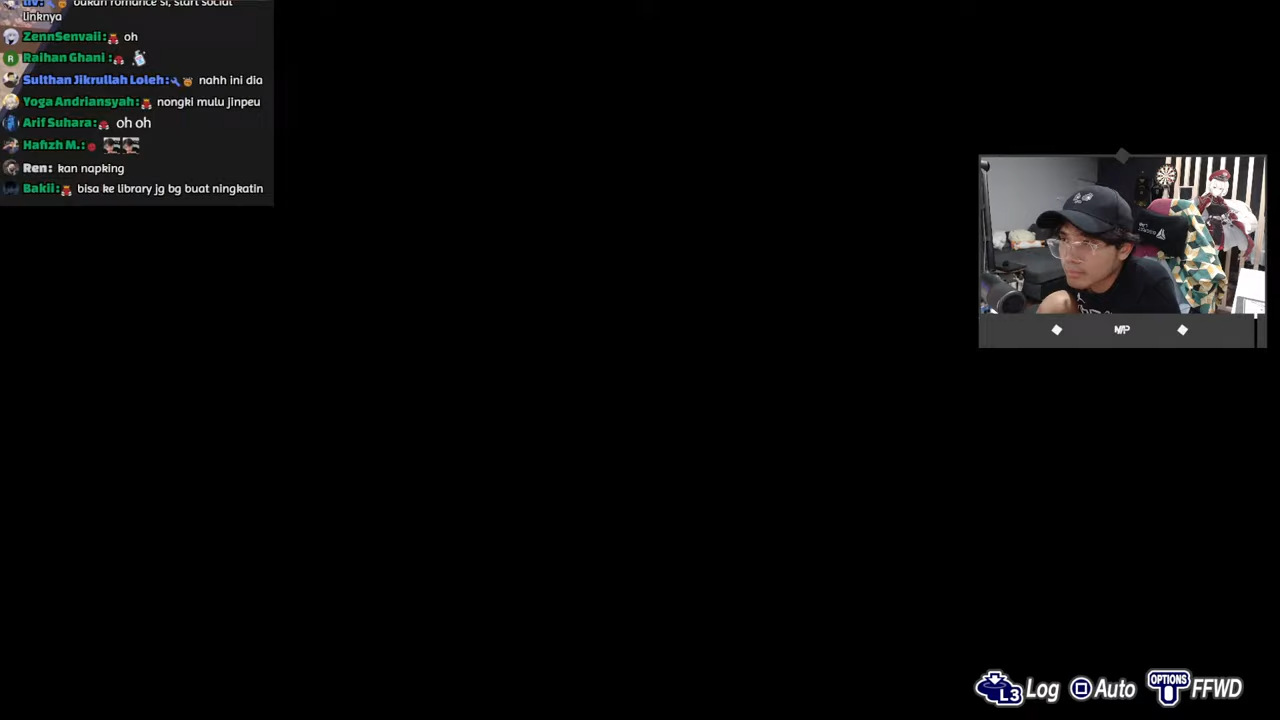 bukan romance si, start social
linknya
ZennSenvaii: oh
Raihan Ghani :
Sulthan Jikrullah Loleh: nahh ini dia
Yoga Andriansyah: nongki mulu jinpeu
Arif Suhara: oh oh
Hafizh M.:
Ren: kan napking
Bakii: bisa ke library jg bg buat ningkatin
L3 Log Auto OPTIONS FFWD